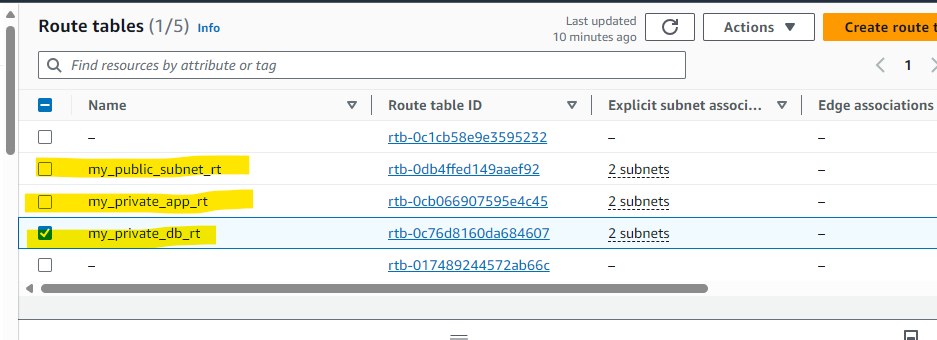 Route tables (1/5) Info
Last updated
10 minutes ago
Actions
Create route t
Find resources by attribute or tag
1
Name
Route table ID
Explicit subnet associ...
Edge associations
–
rtb-0c1cb58e9e3595232
–
–
my_public_subnet_rt
rtb-0db4ffed149aaef92
2 subnets
–
my_private_app_rt
rtb-0cb066907595e4c45
2 subnets
–
my_private_db_rt
rtb-0c76d8160da684607
2 subnets
–
–
rtb-017489244572ab66c
–
–